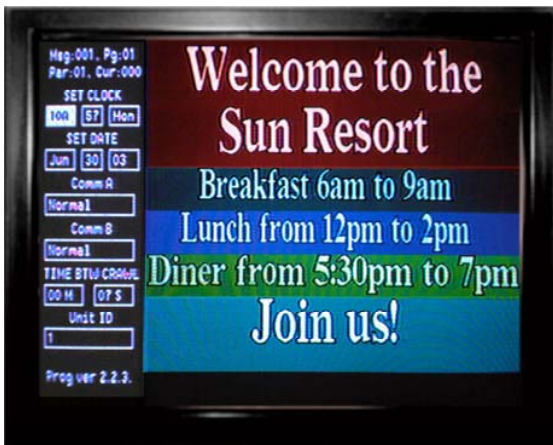 Msg:001, Pg:01
Par:01, Cur:000
SET CLOCK
10A 57 Mon
SET DATE
Jun 30 03
Comm A
Normal
Comm B
Normal
TIME BTW CRAWL
00 M 07 S
Unit ID
1
Prog ver 2.2.3.
Welcome to the
Sun Resort
Breakfast 6am to 9am
Lunch from 12pm to 2pm
Diner from 5:30pm to 7pm
Join us!